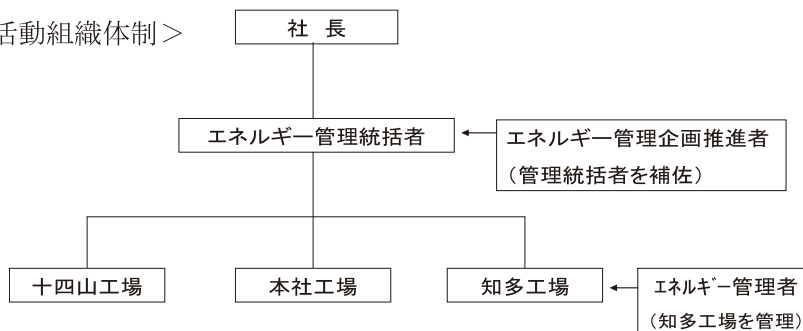 活動組織体制＞
社 長
エネルギー管理統括者
エネルギー管理企画推進者
（管理統括者を補佐）
十四山工場
本社工場
知多工場
ｴﾈﾙｷﾞｰ管理者
（知多工場を管理）